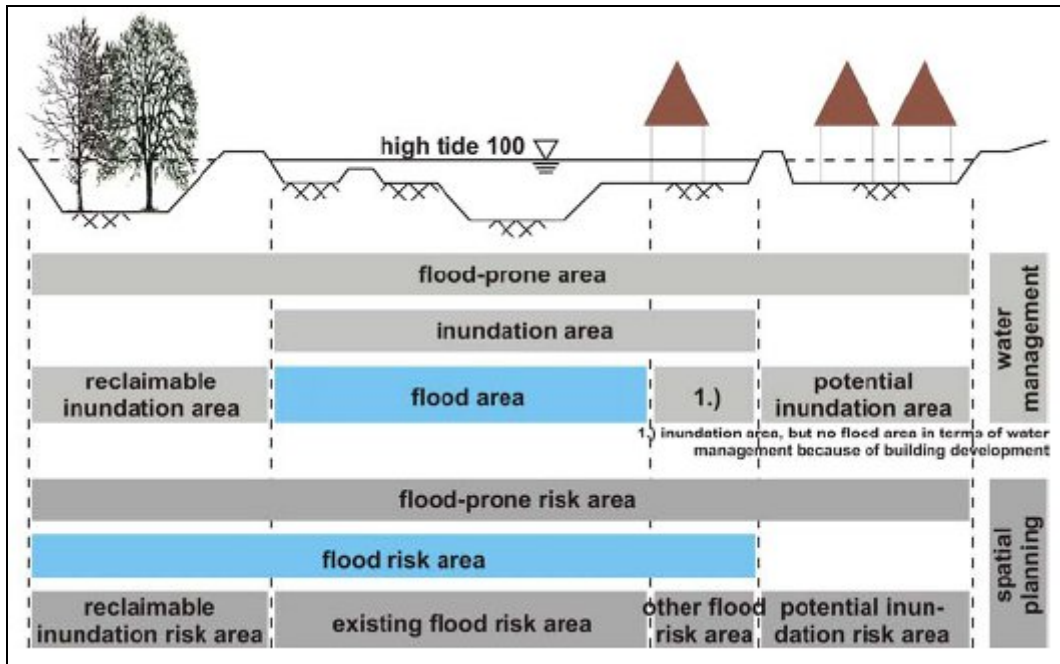 high tide 100
flood-prone area
inundation area
reclaimable
inundation area
flood area
1.)
potential
inundation area
water
management
1.) inundation area, but no flood area in terms of water
management because of building development
flood-prone risk area
flood risk area
reclaimable
inundation risk area
existing flood risk area
other flood
risk area
potential inun-
dation risk area
spatial
planning